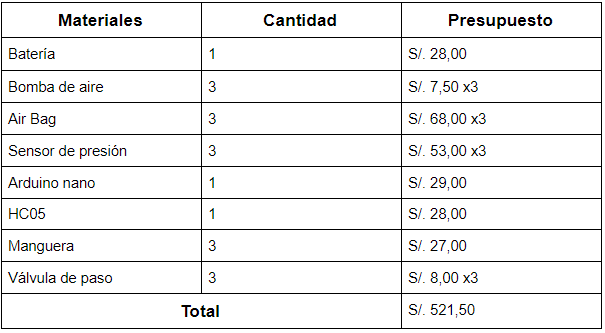 Materiales Cantidad Presupuesto
Batería 1 S/. 28,00
Bomba de aire 3 S/. 7,50 x3
Air Bag 3 S/. 68,00 x3
Sensor de presión 3 S/. 53,00 x3
Arduino nano 1 S/. 29,00
HC05 1 S/. 28,00
Manguera 3 S/. 27,00
Válvula de paso 3 S/. 8,00 x3
Total S/. 521,50